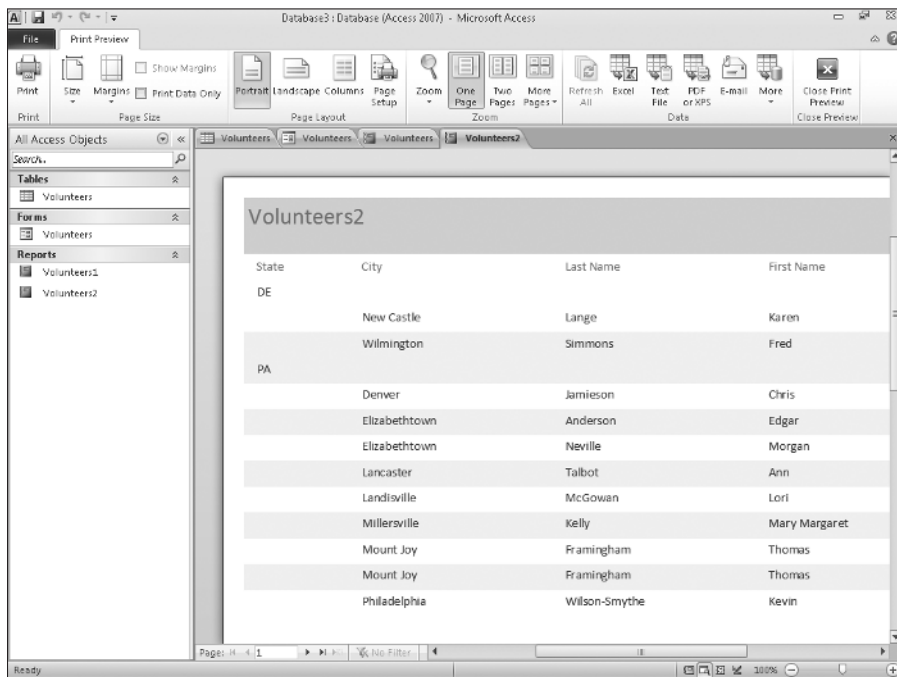 Database3 : Database (Access 2007) - Microsoft Access
File Print Preview
Print
Size
Margins
Show Margins
Print Data Only
Portrait Landscape Columns Page Setup
Zoom One Page Two Pages More Pages
Refresh All Excel Text File PDF or XPS E-mail More
Close Print Preview
Print Page Size Page Layout Zoom Data Close Preview
All Access Objects
Search..
Tables
Volunteers
Forms
Volunteers
Reports
Volunteers1
Volunteers2
Volunteers Volunteers Volunteers Volunteers2
Volunteers2
State City Last Name First Name
DE
New Castle Lange Karen
Wilmington Simmons Fred
PA
Denver Jamieson Chris
Elizabethtown Anderson Edgar
Elizabethtown Neville Morgan
Lancaster Talbot Ann
Landisville McGowan Lori
Millersville Kelly Mary Margaret
Mount Joy Framingham Thomas
Mount Joy Framingham Thomas
Philadelphia Wilson-Smythe Kevin
Page: 1 No Filter
Ready 100%